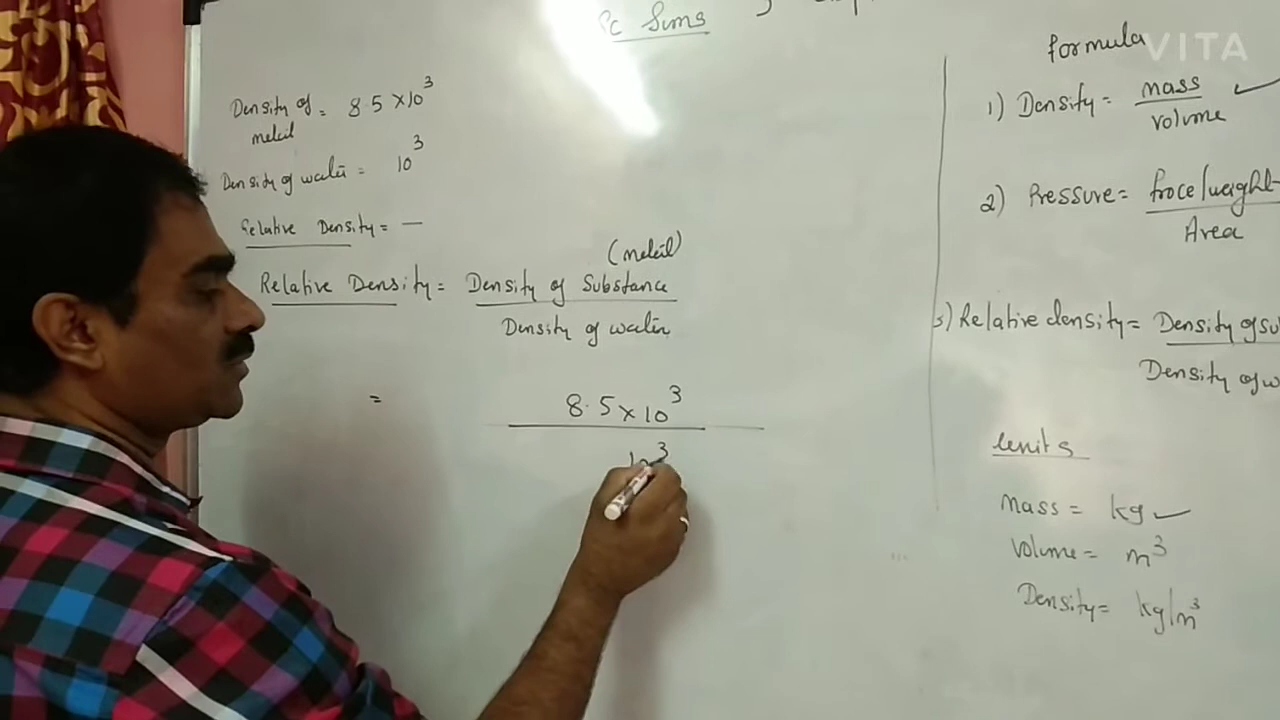 Sc Sums
Density of = 8.5 × 10³
metal
Density of water = 10³
Relative Density = —
(metal)
Relative Density = Density of Substance
Density of water
= 8.5 × 10³
10³
formula
VITA
1) Density = mass ✓
volume
2) Pressure = froce/weight
Area
3) Relative density = Density of su
Density of w
Units
Mass = kg ✓
Volume = m³
Density = kg/m³